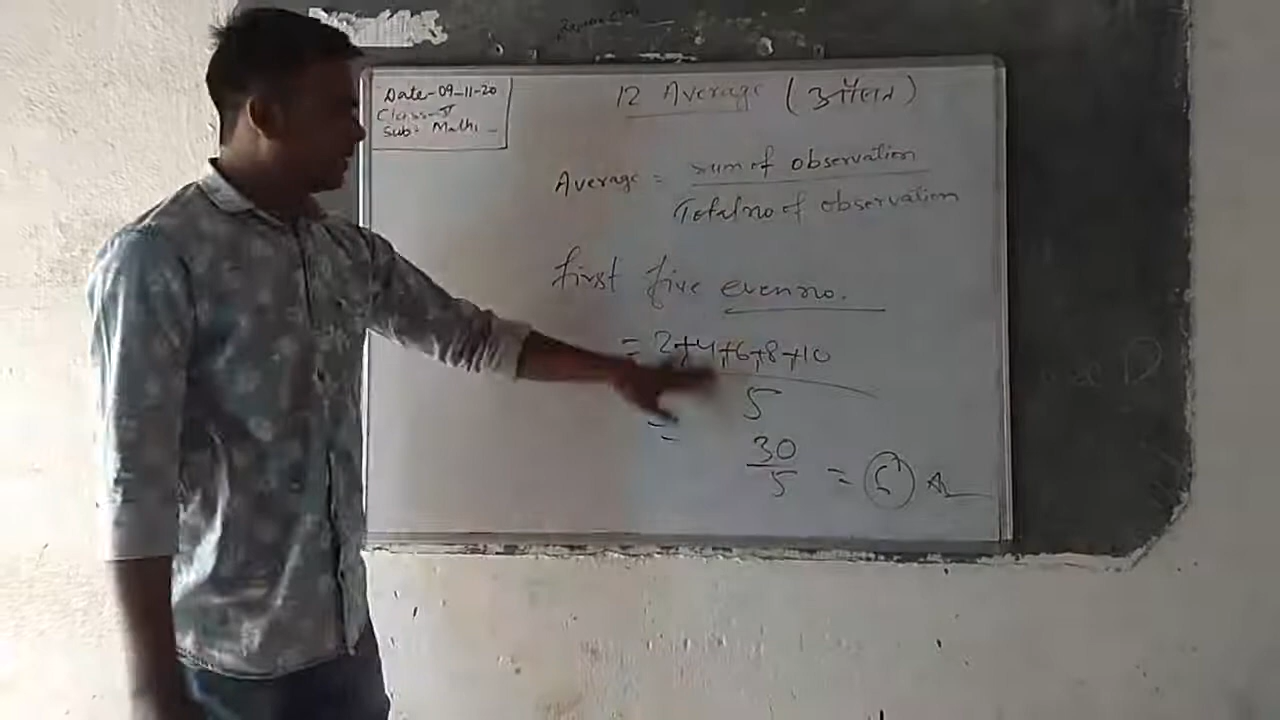 Date-09-11-20
Class-V
Sub: Maths
12 Average (औसत)
Average = sum of observation
Total no of observation
first five even no.
= 2+4+6+8+10
5
=
30
5
= 6